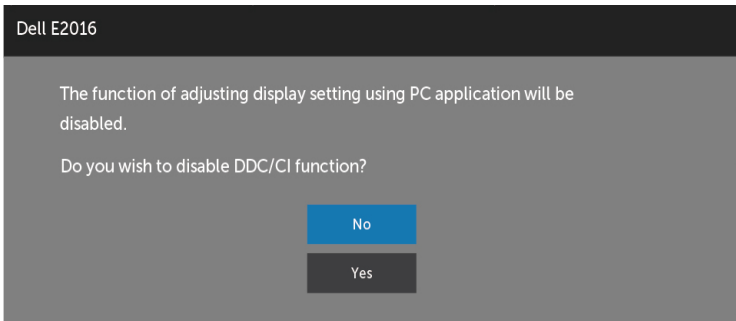 Dell E2016
The function of adjusting display setting using PC application will be
disabled.
Do you wish to disable DDC/CI function?
No
Yes